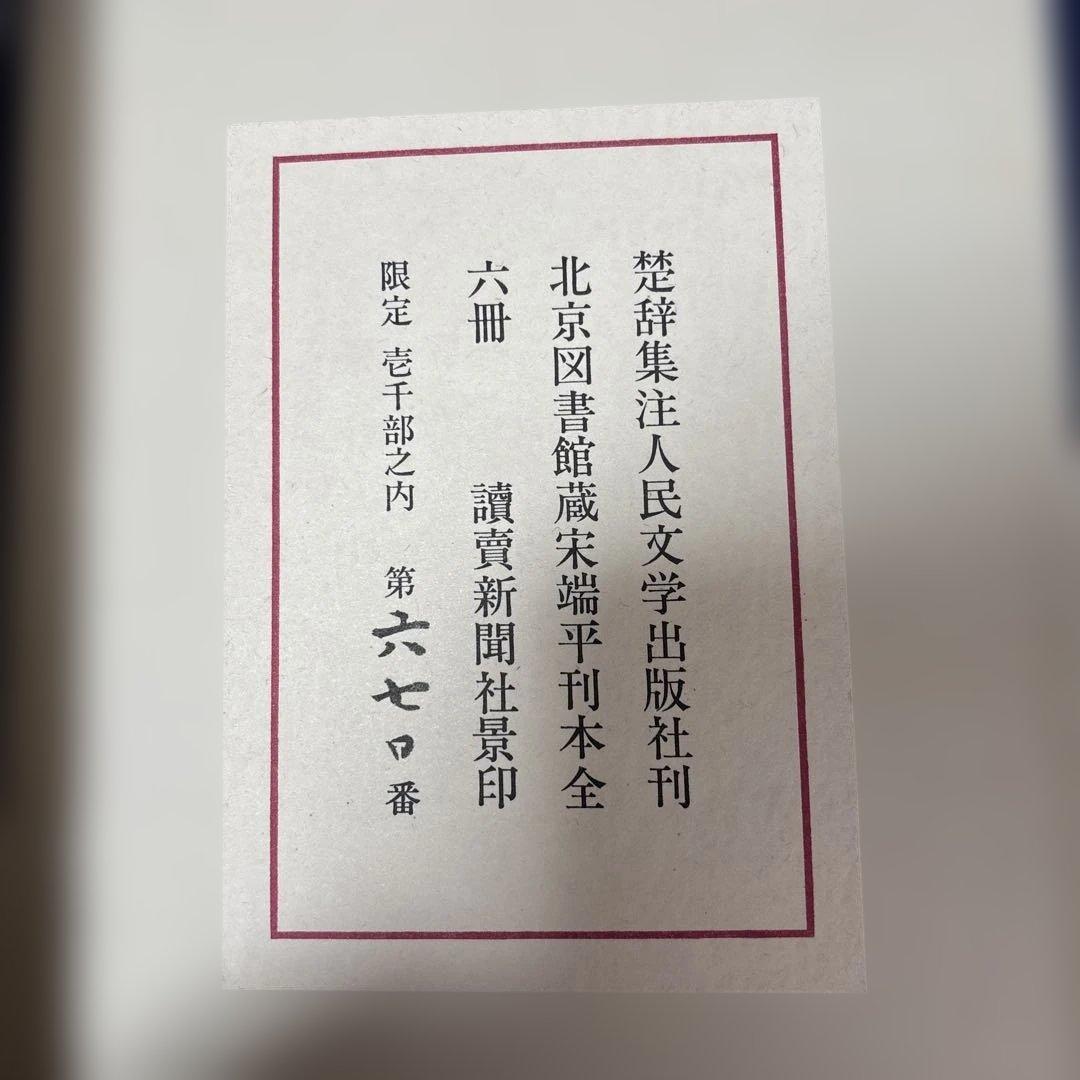 楚辞集注人民文学出版社刊
北京図書館蔵宋端平刊本全
六冊 讀賣新聞社景印
限定 壱千部之内 第六七〇番